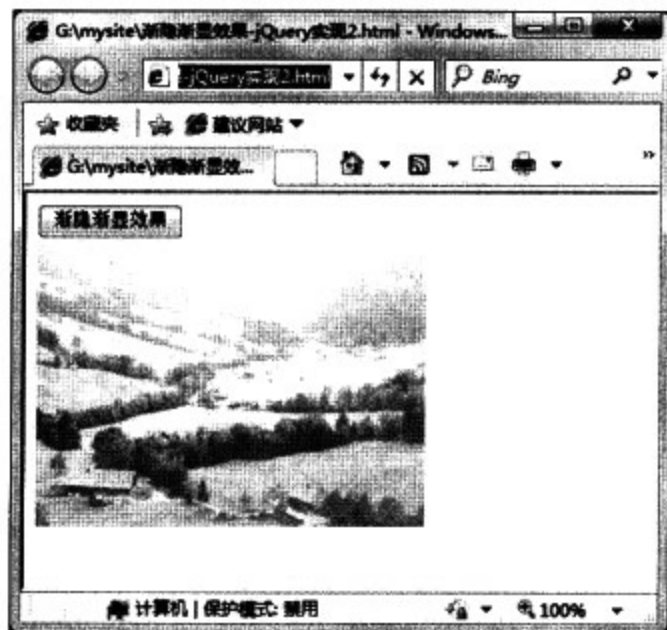 G:\mysite\渐隐渐显效果-jQuery实现2.html - Windows...
-jQuery实现2.html
Bing
收藏夹
建议网站
G:\mysite\渐隐渐显效...
»
渐隐渐显效果
计算机 | 保护模式: 禁用
100%